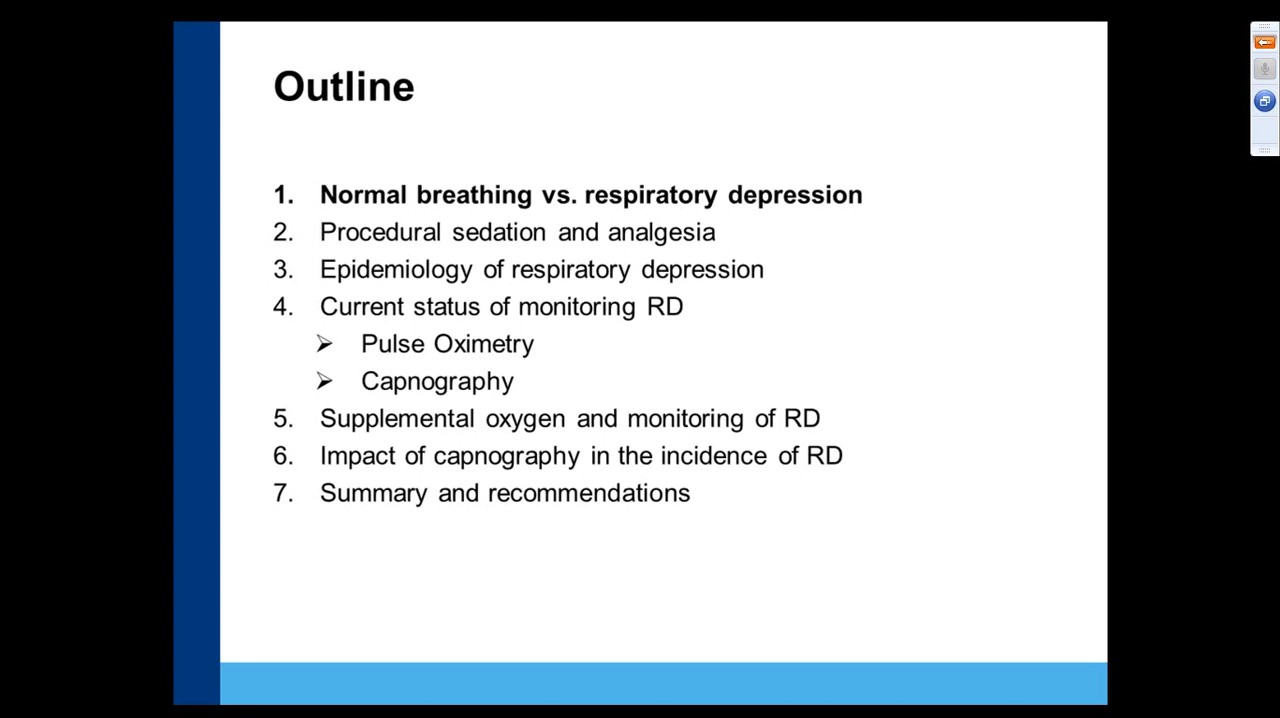 Outline
1. Normal breathing vs. respiratory depression
2. Procedural sedation and analgesia
3. Epidemiology of respiratory depression
4. Current status of monitoring RD
➢ Pulse Oximetry
➢ Capnography
5. Supplemental oxygen and monitoring of RD
6. Impact of capnography in the incidence of RD
7. Summary and recommendations